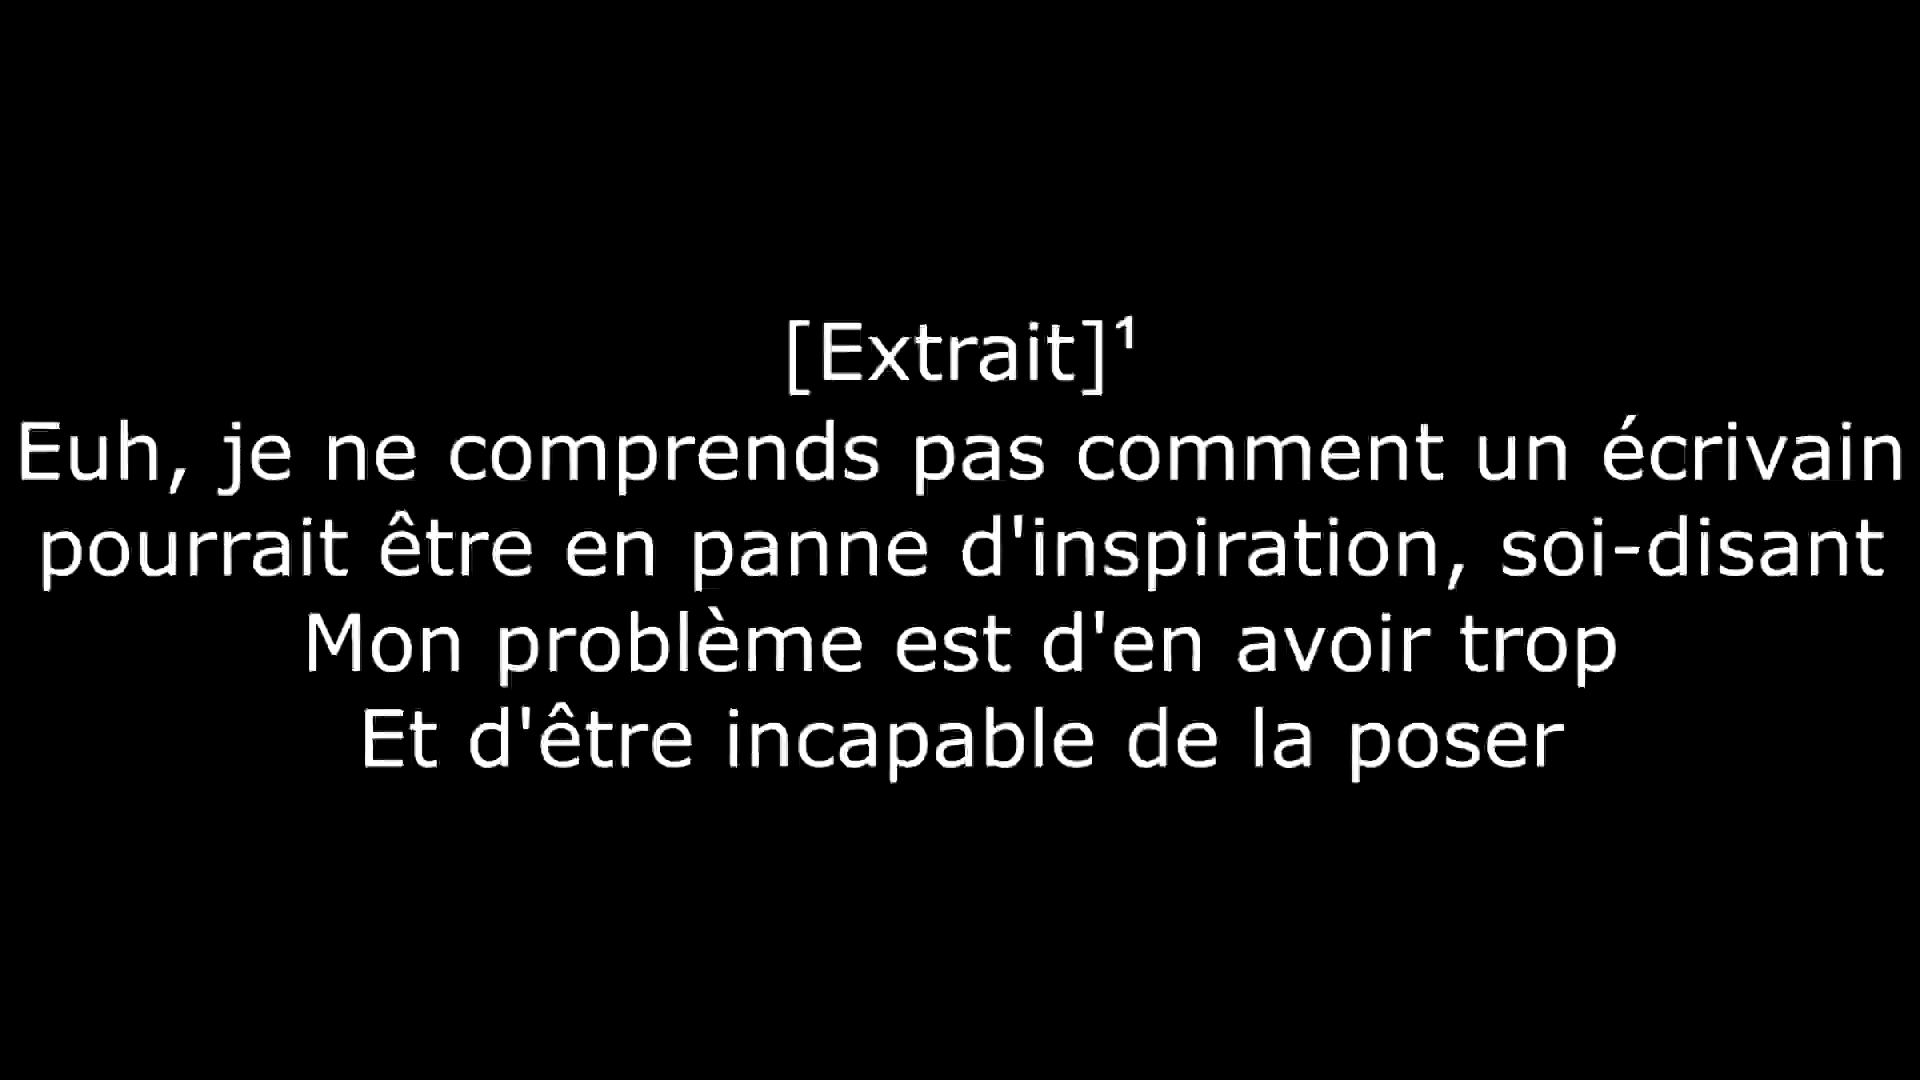 [Extrait]¹
Euh, je ne comprends pas comment un écrivain
pourrait être en panne d'inspiration, soi-disant
Mon problème est d'en avoir trop
Et d'être incapable de la poser